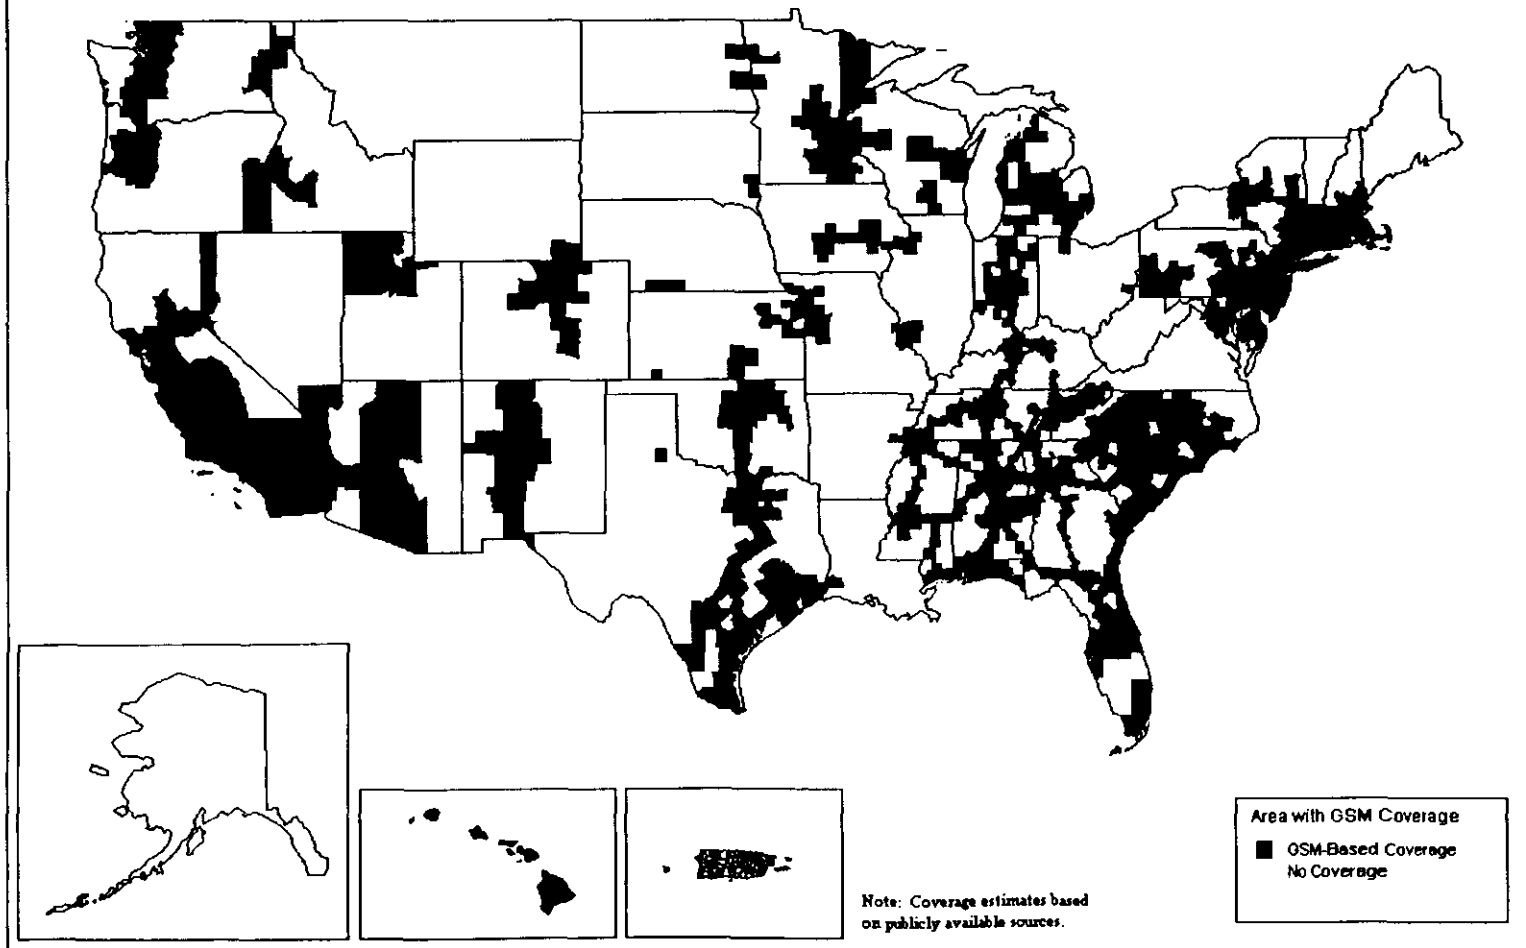 Area with GSM Coverage
GSM-Based Coverage
No Coverage
Note: Coverage estimates based
on publicly available sources.